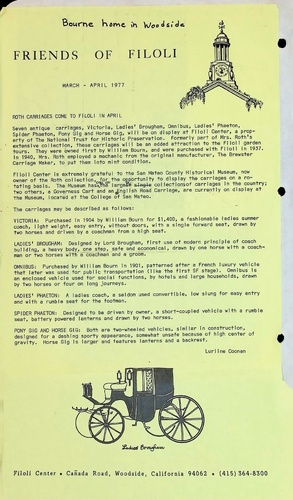 Bourne home in Woodside
FRIENDS OF FILOLI
MARCH - APRIL 1977
ROTH CARRIAGES COME TO FILOLI IN APRIL
Seven antique carriages, Victoria, Ladies' Brougham, Omnibus, Ladies' Phaeton,
Spider Phaeton, Pony Gig and Horse Gig, will be on display at Filoli Center, a prop-
erty of The National Trust for Historic Preservation. Formerly part of Mrs. Roth's
extensive collection, these carriages will be an added attraction to the Filoli garden
tours. They were owned first by William Bourn, and were purchased with Filoli in 1937.
In 1940, Mrs. Roth employed a mechanic from the original manufacturer, The Brewster
Carriage Maker, to put them into mint condition.
Filoli Center is extremely grateful to the San Mateo County Historical Museum, now
owner of the Roth collection, for the opportunity to display the carriages on a ro-
tating basis. The Museum has the largest single collection of carriages in the country;
two others, a Governess Cart and an English Road Carriage, are currently on display at
the Museum, located at the College of San Mateo.
The carriages may be described as follows:
VICTORIA: Purchased in 1904 by William Bourn for $1,400, a fashionable ladies summer
coach, light weight, easy entry, without doors, with a single forward seat, drawn by
two horses and driven by a coachman from a high seat.
LADIES' BROUGHAM: Designed by Lord Brougham, first use of modern principle of coach
building, a heavy body, one step, safe and economical, drawn by one horse with a coach-
man or two horses with a coachman and a groom.
OMNIBUS: Purchased by William Bourn in 1901, patterned after a French luxury vehicle
that later was used for public transportation (like the first SF stage). Omnibus is
an enclosed vehicle used for social functions, by hotels and large households, drawn
by two horses or four on long journeys.
LADIES' PHAETON: A ladies coach, a seldom used convertible, low slung for easy entry
and with a rumble seat for the footman.
SPIDER PHAETON: Designed to be driven by owner, a short-coupled vehicle with a rumble
seat, battery powered lanterns and drawn by two horses.
PONY GIG AND HORSE GIG: Both are two-wheeled vehicles, similar in construction,
designed for a dashing sporty appearance, somewhat unsafe because of high center of
gravity. Horse Gig is larger and features lanterns and a backrest.
Lurline Coonan
Ladies' Brougham
Filoli Center • Cañada Road, Woodside, California 94062 • (415) 364-8300